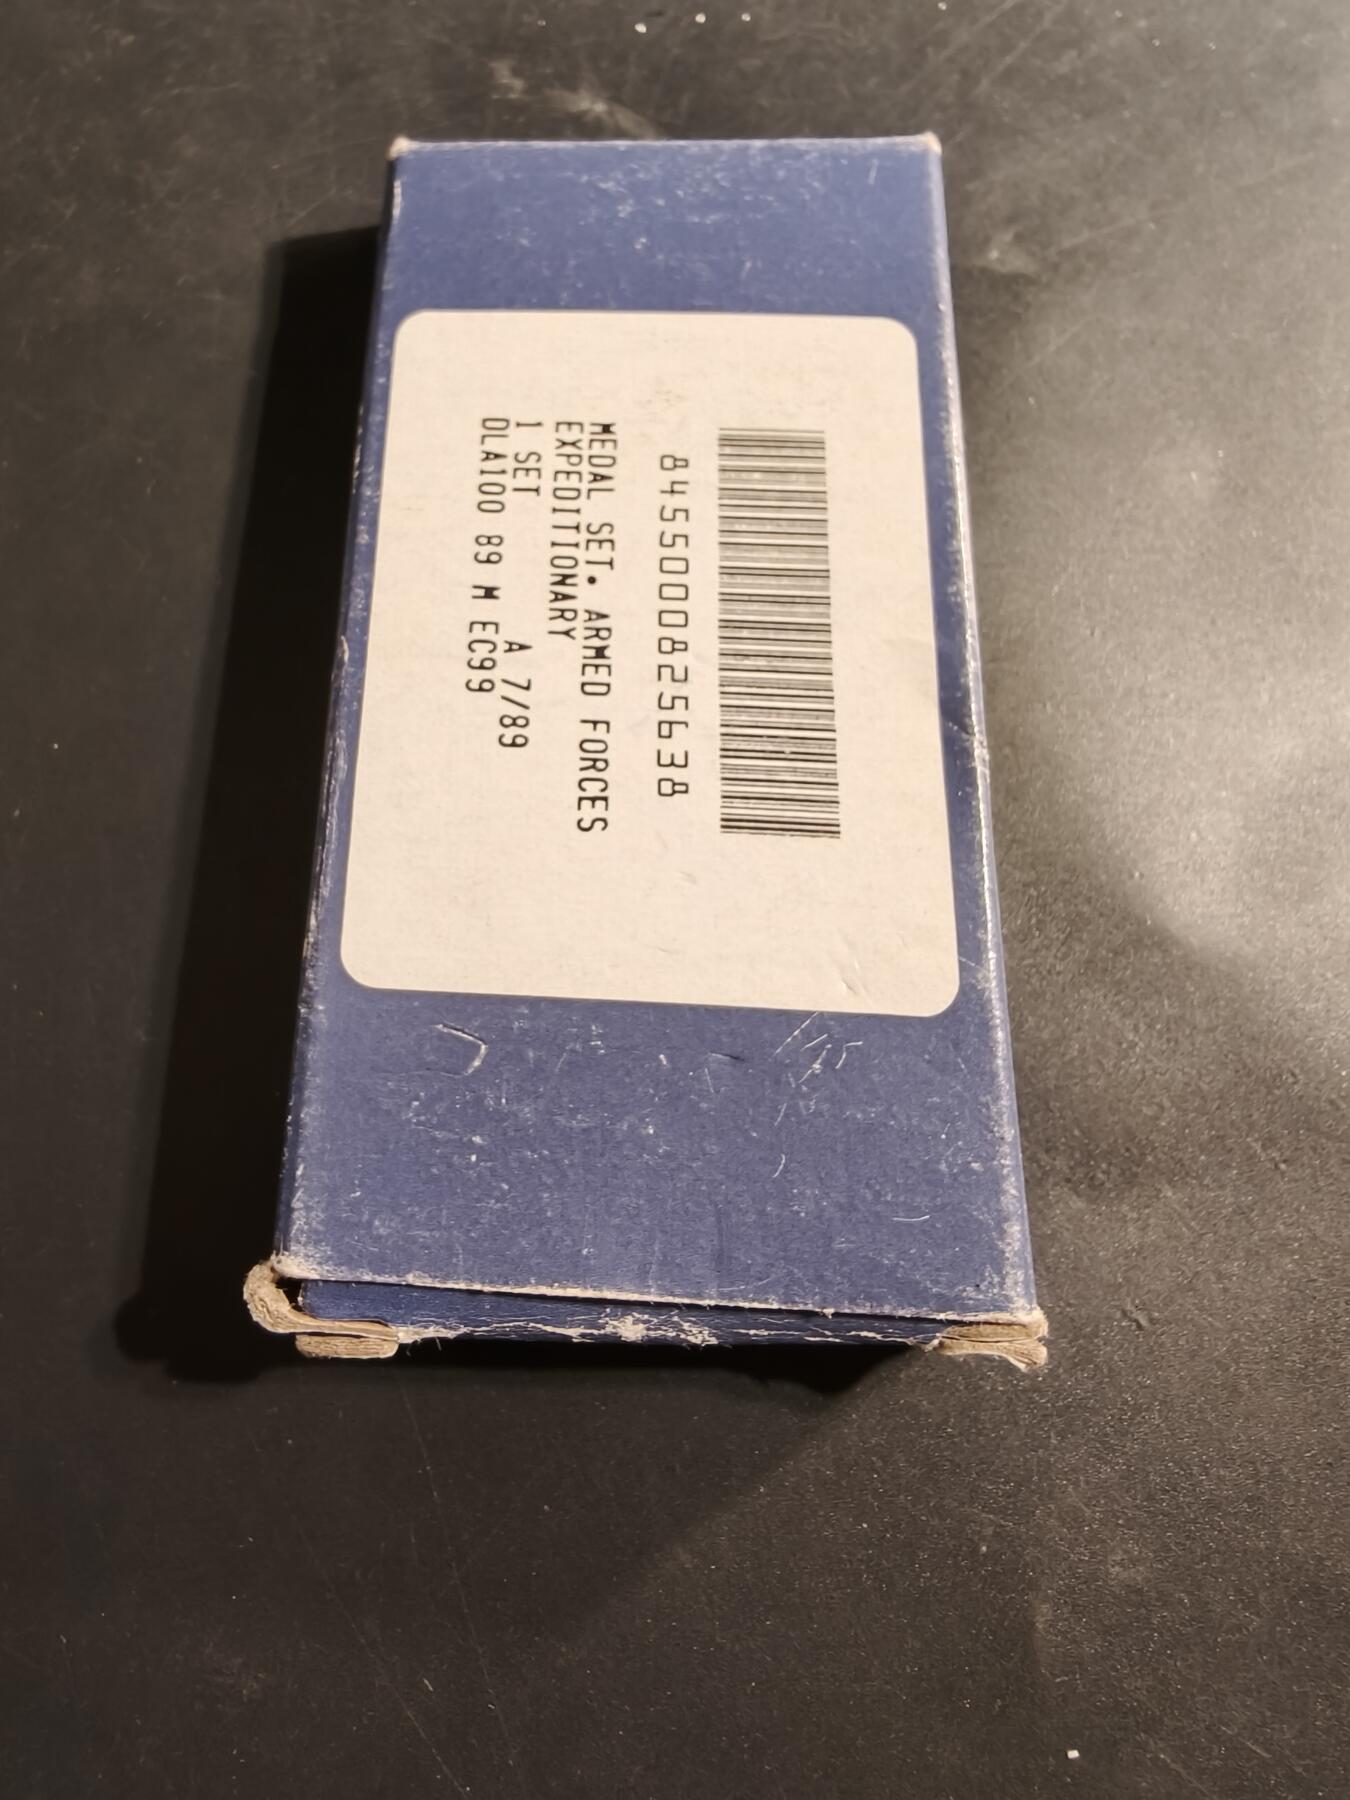 8455000825638
MEDAL SET. ARMED FORCES
EXPEDITIONARY
1 SET A 7/89
DLA100 89 M EC99